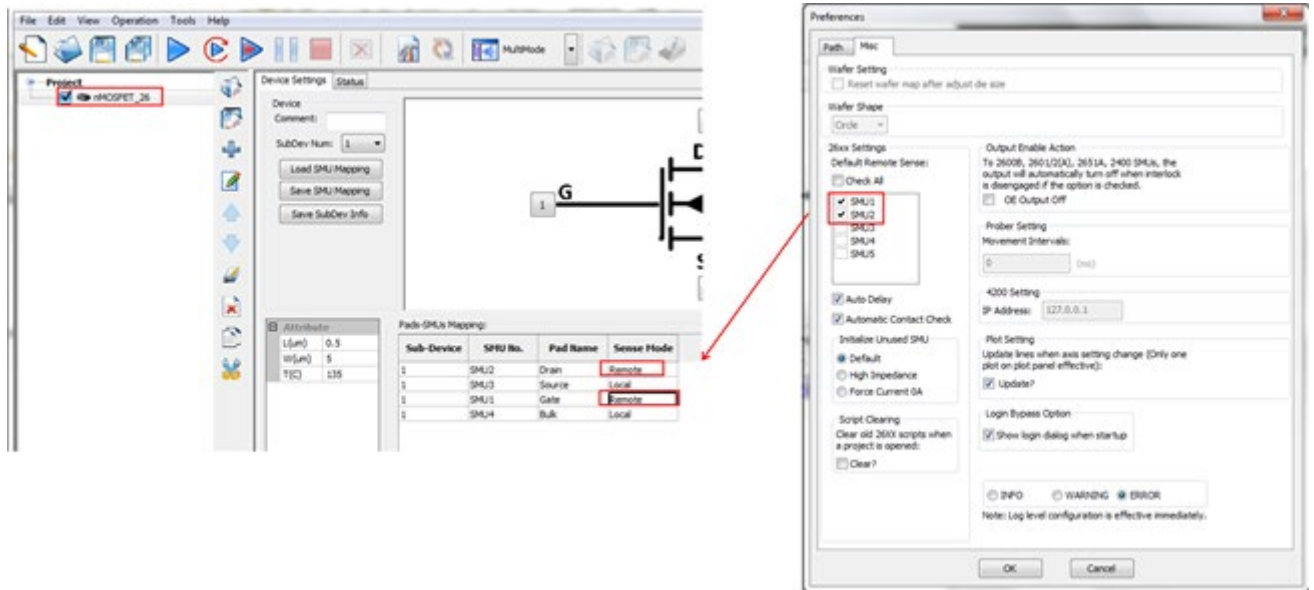 File Edit View Operation Tools Help
MultiMode
Project
nMOSFET_26
Device Settings Status
Device
Comment:
SubDev Num: 1
Load SMU Mapping
Save SMU Mapping
Save SubDev Info
G
1
D
S
Attribute
L(um) 0.5
W(um) 5
T(C) 135
Pads-SMUs Mapping:
Sub-Device SMU No. Pad Name Sense Mode
1 SMU2 Drain Remote
1 SMU3 Source Local
1 SMU1 Gate Remote
1 SMU4 Bulk Local
Preferences
Path Misc
Wafer Setting
Reset wafer map after adjust die size
Wafer Shape
Circle
26xx Settings
Default Remote Sense:
Check All
SMU1
SMU2
SMU3
SMU4
SMU5
Auto Delay
Automatic Contact Check
Initialize Unused SMU
Default
High Impedance
Force Current 0A
Script Clearing
Clear old 26XX scripts when
a project is opened:
Clear?
Output Enable Action
To 2600B, 2601/2(A), 2651A, 2400 SMUs, the
output will automatically turn off when interlock
is disengaged if the option is checked.
OE Output Off
Prober Setting
Movement Intervals:
0 (ms)
4200 Setting
IP Address: 127.0.0.1
Plot Setting
Update lines when axis setting change (Only one
plot on plot panel effective):
Update?
Login Bypass Option
Show login dialog when startup
INFO WARNING ERROR
Note: Log level configuration is effective immediately.
OK Cancel